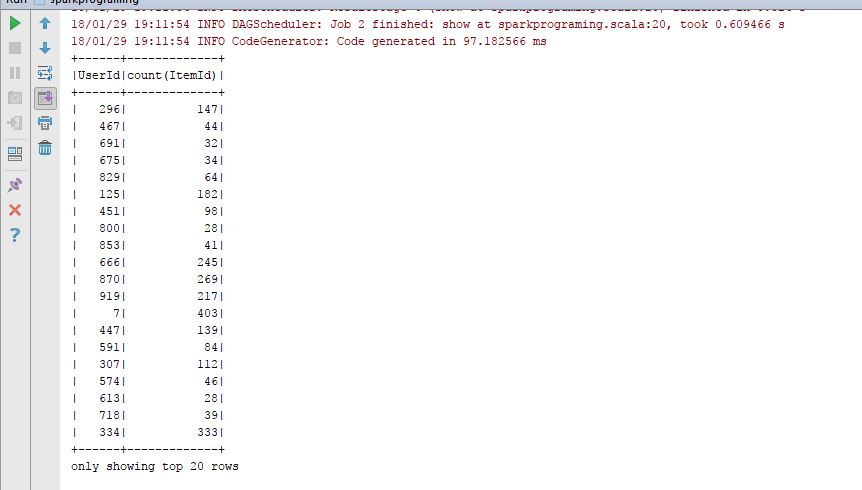 Run sparkprograming
18/01/29 19:11:54 INFO DAGScheduler: Job 2 finished: show at sparkprograming.scala:20, took 0.609466 s
18/01/29 19:11:54 INFO CodeGenerator: Code generated in 97.182566 ms
+------+-------------+
|UserId|count(ItemId)|
+------+-------------+
|   296|          147|
|   467|           44|
|   691|           32|
|   675|           34|
|   829|           64|
|   125|          182|
|   451|           98|
|   800|           28|
|   853|           41|
|   666|          245|
|   870|          269|
|   919|          217|
|     7|          403|
|   447|          139|
|   591|           84|
|   307|          112|
|   574|           46|
|   613|           28|
|   718|           39|
|   334|          333|
+------+-------------+
only showing top 20 rows